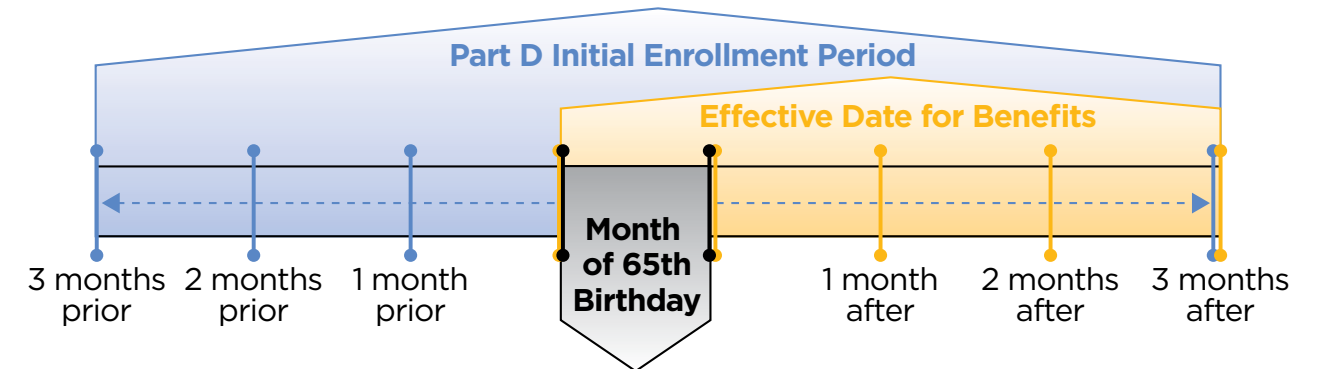 Part D Initial Enrollment Period
Effective Date for Benefits
Month
of 65th
Birthday
3 months
prior
2 months
prior
1 month
prior
1 month
after
2 months
after
3 months
after